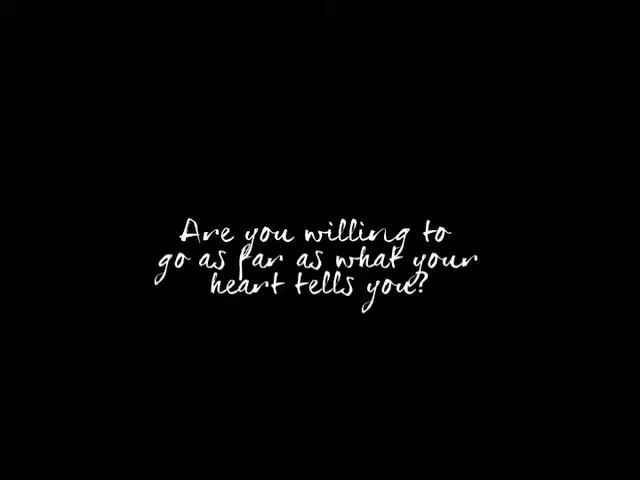 Are you willing to
go as far as what your
heart tells you?